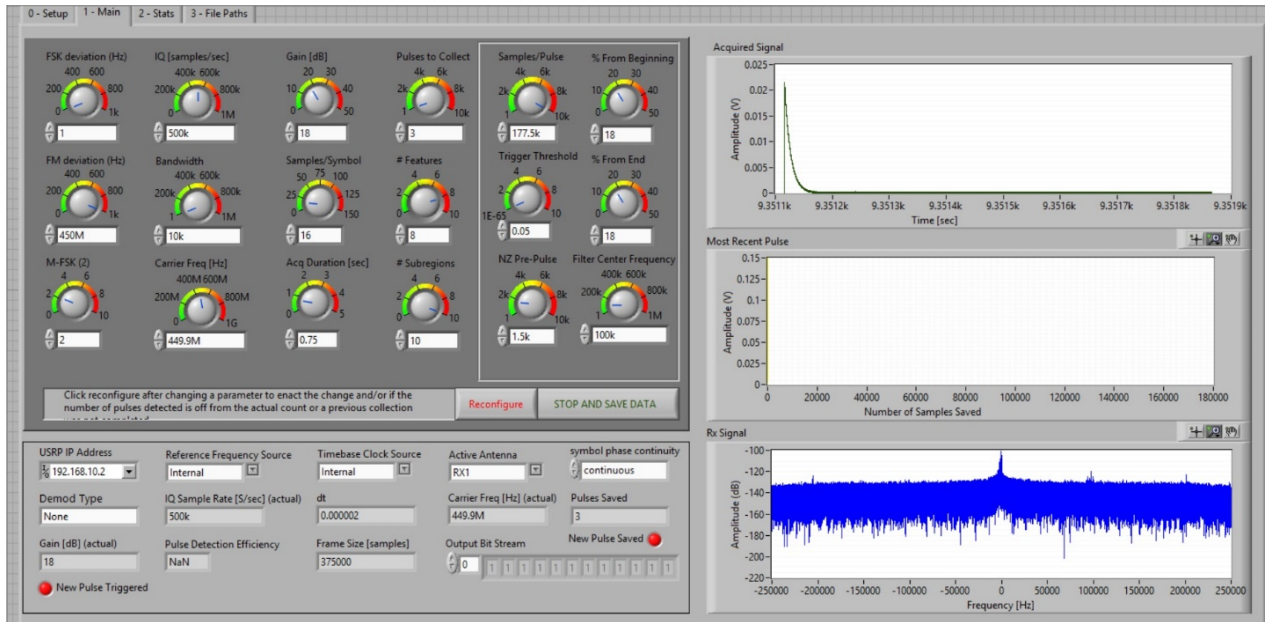 0 - Setup 1 - Main 2 - Stats 3 - File Paths
FSK deviation (Hz) IQ [samples/sec] Gain [dB] Pulses to Collect Samples/Pulse % From Beginning
0 200 400 600 800 1k
0 200k 400k 600k 800k 1M
0 10 20 30 40 50
1 2k 4k 6k 8k 10k
1 2k 4k 6k 8k 10k
0 10 20 30 40 50
1 500k 18 3 177.5k 18
FM deviation (Hz) Bandwidth Samples/Symbol # Features Trigger Threshold % From End
0 200 400 600 800 1k
1 200k 400k 600k 800k 1M
0 25 50 75 100 125 150
0 2 4 6 8 10
1E-65 2 4 6 8 10
0 10 20 30 40 50
450M 10k 16 8 0.05 18
M-FSK (2) Carrier Freq [Hz] Acq Duration [sec] # Subregions NZ Pre-Pulse Filter Center Frequency
0 2 4 6 8 10
0 200M 400M 600M 800M 1G
0 1 2 3 4 5
0 2 4 6 8 10
1 2k 4k 6k 8k 10k
1 200k 400k 600k 800k 1M
2 449.9M 0.75 10 1.5k 100k
Click reconfigure after changing a parameter to enact the change and/or if the
number of pulses detected is off from the actual count or a previous collection
Reconfigure STOP AND SAVE DATA
USRP IP Address Reference Frequency Source Timebase Clock Source Active Antenna symbol phase continuity
192.168.10.2 Internal Internal RX1 continuous
Demod Type IQ Sample Rate [S/sec] (actual) dt Carrier Freq [Hz] (actual) Pulses Saved
None 500k 0.000002 449.9M 3
Gain [dB] (actual) Pulse Detection Efficiency Frame Size [samples] Output Bit Stream New Pulse Saved
18 NaN 375000 0 1 1 1 1 1 1 1 1 1 1 1 1
New Pulse Triggered
Acquired Signal
Amplitude (V)
0.025
0.02
0.015
0.01
0.005
0
9.3511k 9.3512k 9.3513k 9.3514k 9.3515k 9.3516k 9.3517k 9.3518k 9.3519k
Time [sec]
Most Recent Pulse
Amplitude (V)
0.15
0.125
0.1
0.075
0.05
0.025
0
0 20000 40000 60000 80000 100000 120000 140000 160000 180000
Number of Samples Saved
Rx Signal
Amplitude (dB)
-100
-120
-140
-160
-180
-200
-220
-250000 -200000 -150000 -100000 -50000 0 50000 100000 150000 200000 250000
Frequency [Hz]